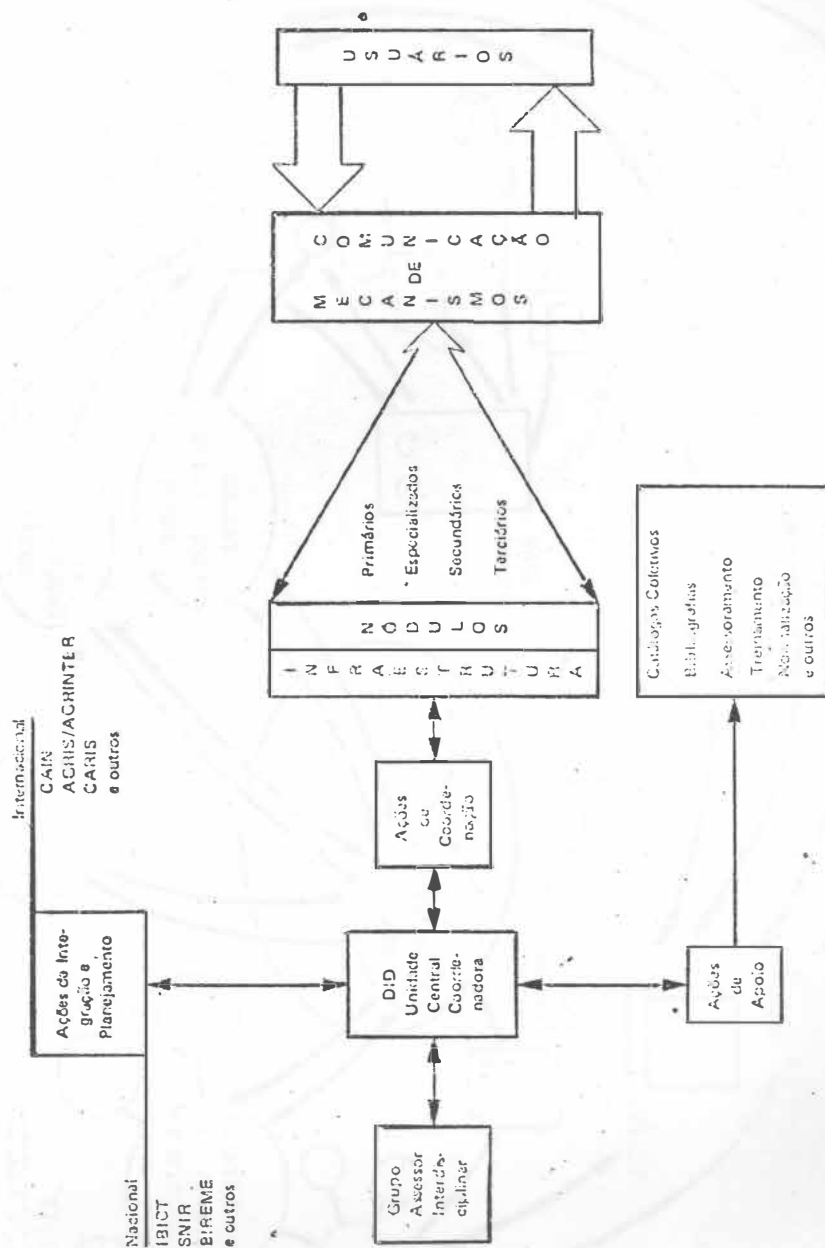 Internacional
CAIN
AGRIS/AGRINTER
CARIS
e outros
Ações de Inte-
gração e
Planejamento
Nacional
IBICT
SNIR
BIREME
e outros
Grupo
Assessor
Interdis-
ciplinar
DID
Unidade
Central
Coorde-
nadora
Ações
de
Coorde-
nação
INFRAESTRUTURA
NÓDULOS
Primários
Especializados
Secundários
Terciários
MECANISMOS
DE
COMUNICAÇÃO
USUÁRIOS
Ações
de
Apoio
Catálogos Coletivos
Bibliografias
Assessoramento
Treinamento
Normalização
e outros